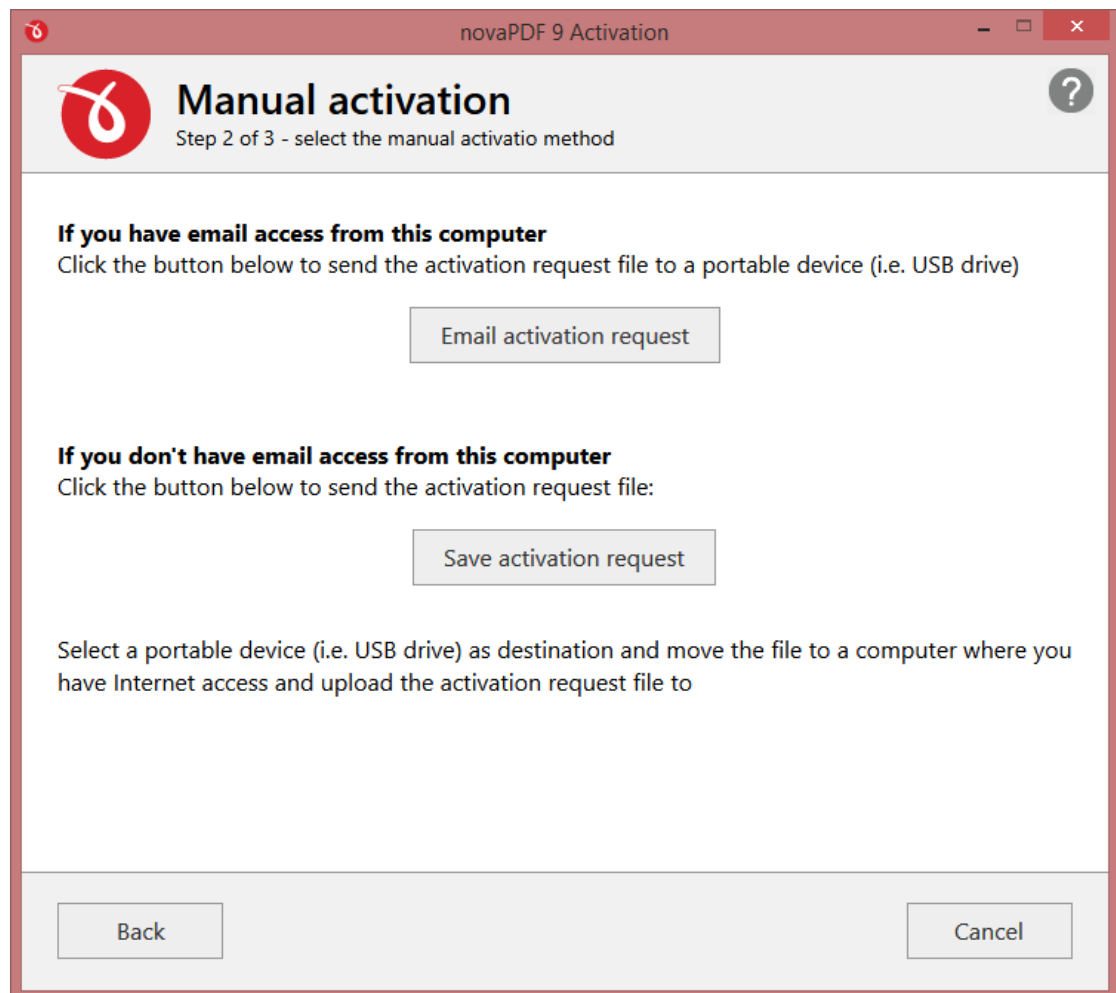 novaPDF 9 Activation
Manual activation
Step 2 of 3 - select the manual activatio method
If you have email access from this computer
Click the button below to send the activation request file to a portable device (i.e. USB drive)
Email activation request
If you don't have email access from this computer
Click the button below to send the activation request file:
Save activation request
Select a portable device (i.e. USB drive) as destination and move the file to a computer where you
have Internet access and upload the activation request file to
Back
Cancel